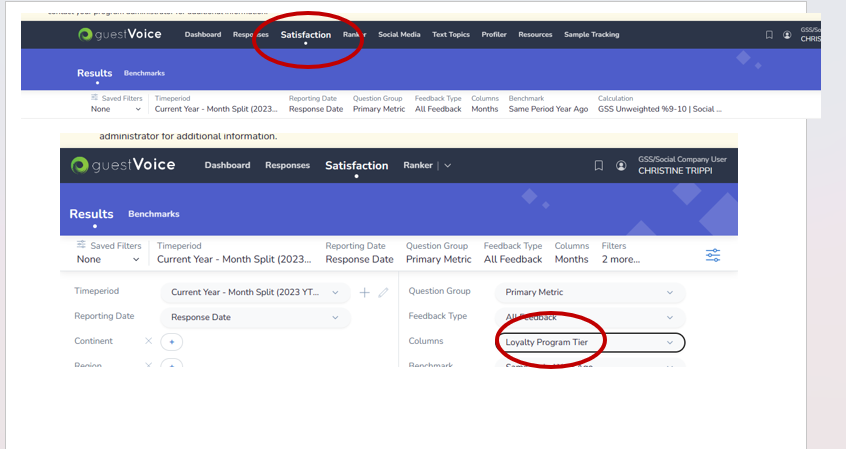 contact your program administrator for additional information.
guestVoice Dashboard Responses Satisfaction Ranker Social Media Text Topics Profiler Resources Sample Tracking
GSS/So
CHRIS
Results Benchmarks
Saved Filters Timeperiod Reporting Date Question Group Feedback Type Columns Benchmark Calculation
None Current Year - Month Split (2023... Response Date Primary Metric All Feedback Months Same Period Year Ago GSS Unweighted %9-10 | Social ...
administrator for additional information.
guestVoice Dashboard Responses Satisfaction Ranker
GSS/Social Company User
CHRISTINE TRIPPI
Results Benchmarks
Saved Filters Timeperiod Reporting Date Question Group Feedback Type Columns Filters
None Current Year - Month Split (2023... Response Date Primary Metric All Feedback Months 2 more...
Timeperiod Current Year - Month Split (2023 YT... Question Group Primary Metric
Reporting Date Response Date Feedback Type All Feedback
Continent Columns Loyalty Program Tier
Region Benchmark